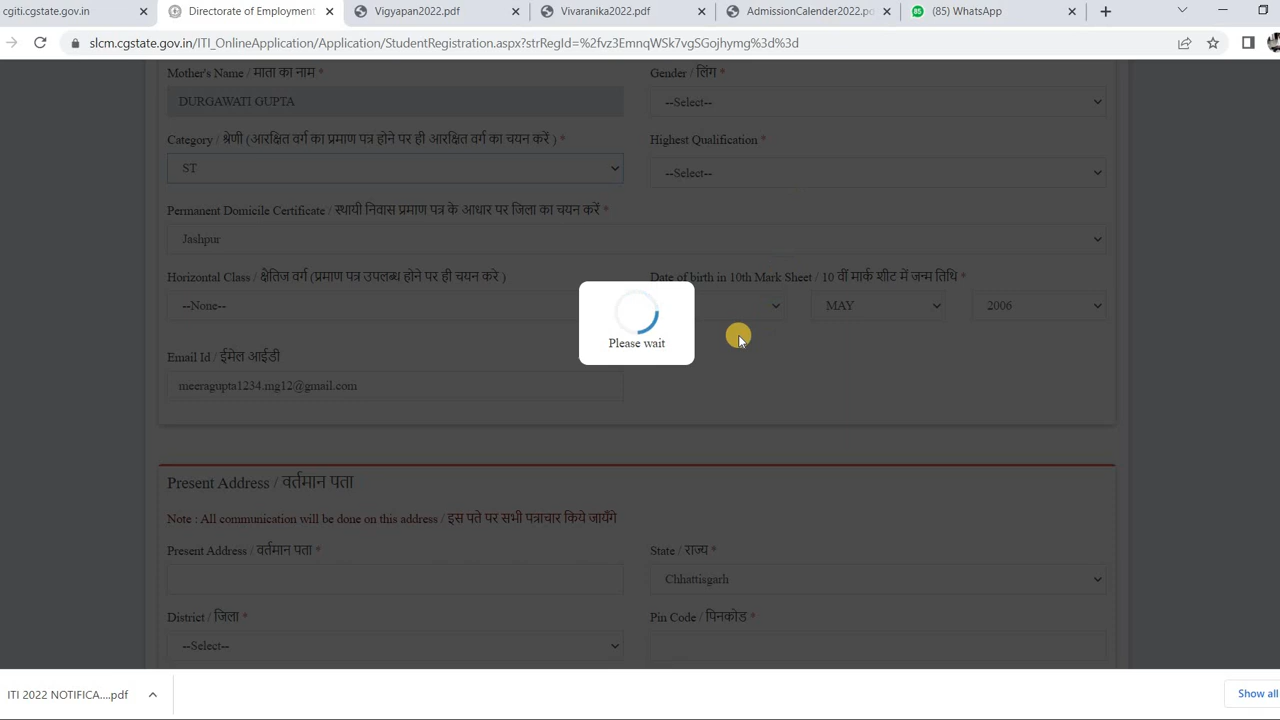 cgiti.cgstate.gov.in
Directorate of Employment
Vigyapan2022.pdf
Vivaranika2022.pdf
AdmissionCalender2022.pd
85
(85) WhatsApp
slcm.cgstate.gov.in/ITI_OnlineApplication/Application/StudentRegistration.aspx?strRegId=%2fvz3EmnqWSk7vgSGojhymg%3d%3d
Mother's Name / माता का नाम *
Gender / लिंग *
DURGAWATI GUPTA
--Select--
Category / श्रेणी (आरक्षित वर्ग का प्रमाण पत्र होने पर ही आरक्षित वर्ग का चयन करें ) *
Highest Qualification *
ST
--Select--
Permanent Domicile Certificate / स्थायी निवास प्रमाण पत्र के आधार पर जिला का चयन करें *
Jashpur
Horizontal Class / क्षैतिज वर्ग (प्रमाण पत्र उपलब्ध होने पर ही चयन करे )
Date of birth in 10th Mark Sheet / 10 वीं मार्क शीट में जन्म तिथि *
--None--
MAY
2006
Please wait
Email Id / ईमेल आईडी
meeragupta1234.mg12@gmail.com
Present Address / वर्तमान पता
Note : All communication will be done on this address / इस पते पर सभी पत्राचार किये जायेंगे
Present Address / वर्तमान पता *
State / राज्य *
Chhattisgarh
District / जिला *
Pin Code / पिनकोड *
--Select--
ITI 2022 NOTIFICA....pdf
Show all